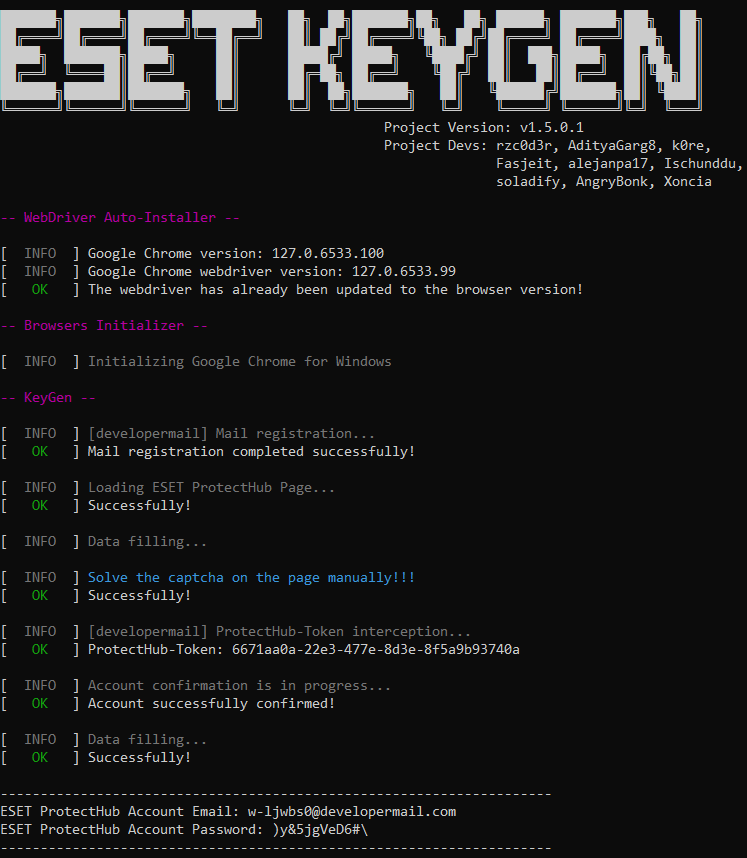 ESET KEYGEN
Project Version: v1.5.0.1
Project Devs: rzc0d3r, AdityaGarg8, k0re,
Fasjeit, alejanpa17, Ischunddu,
soladify, AngryBonk, Xoncia
-- WebDriver Auto-Installer --
[ INFO ] Google Chrome version: 127.0.6533.100
[ INFO ] Google Chrome webdriver version: 127.0.6533.99
[ OK ] The webdriver has already been updated to the browser version!
-- Browsers Initializer --
[ INFO ] Initializing Google Chrome for Windows
-- KeyGen --
[ INFO ] [developermail] Mail registration...
[ OK ] Mail registration completed successfully!
[ INFO ] Loading ESET ProtectHub Page...
[ OK ] Successfully!
[ INFO ] Data filling...
[ INFO ] Solve the captcha on the page manually!!!
[ OK ] Successfully!
[ INFO ] [developermail] ProtectHub-Token interception...
[ OK ] ProtectHub-Token: 6671aa0a-22e3-477e-8d3e-8f5a9b93740a
[ INFO ] Account confirmation is in progress...
[ OK ] Account successfully confirmed!
[ INFO ] Data filling...
[ OK ] Successfully!
---------------------------------------------------------------------
ESET ProtectHub Account Email: w-ljwbs0@developermail.com
ESET ProtectHub Account Password: )y&5jgVeD6#\
---------------------------------------------------------------------